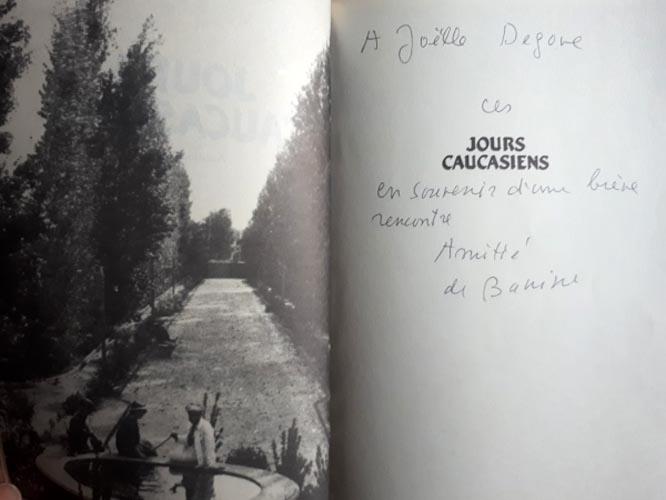 A Joëlle Degove
ces
JOURS
CAUCASIENS
en souvenir d'une brève
rencontre
Amitié
de Banine